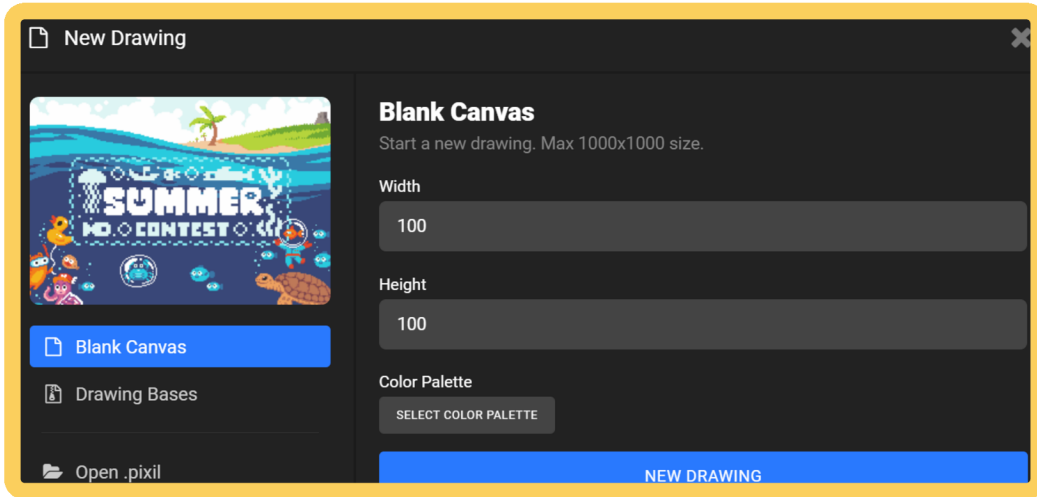 New Drawing
SUMMER
HD CONTEST
Blank Canvas
Drawing Bases
Open .pixil
Blank Canvas
Start a new drawing. Max 1000x1000 size.
Width
100
Height
100
Color Palette
SELECT COLOR PALETTE
NEW DRAWING